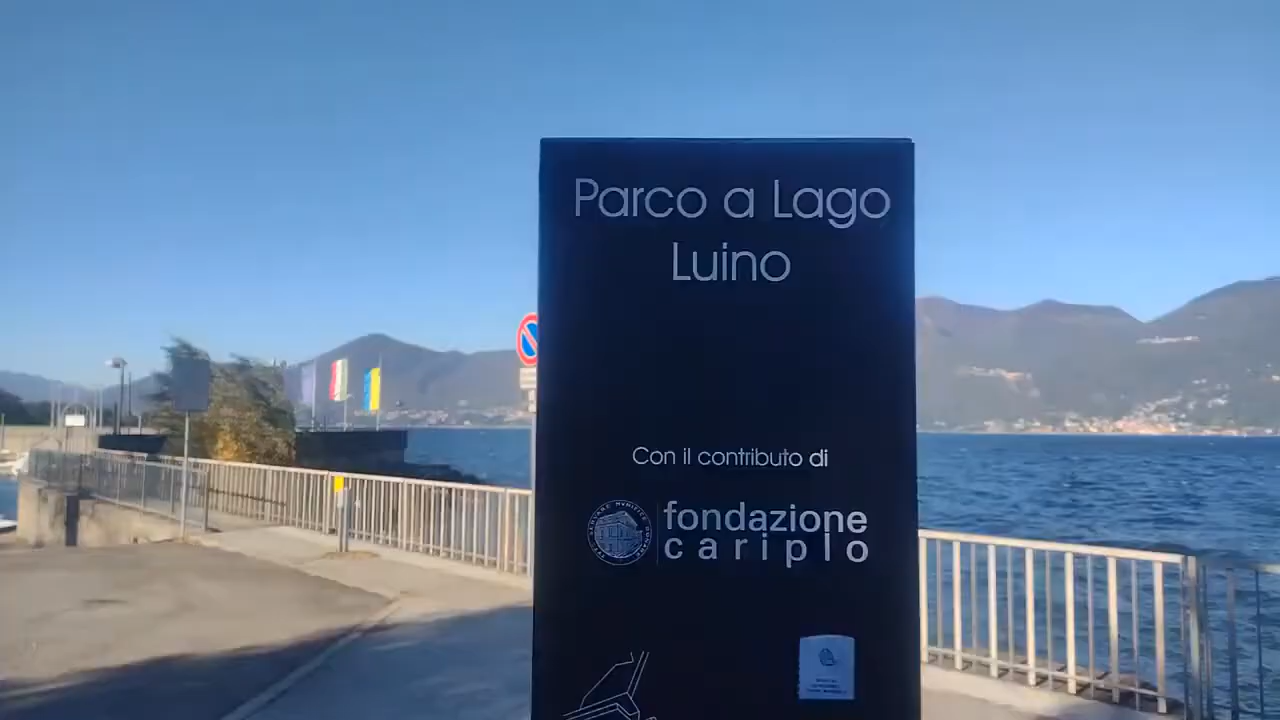 Parco a Lago
Luino
Con il contributo di
fondazione
cariplo